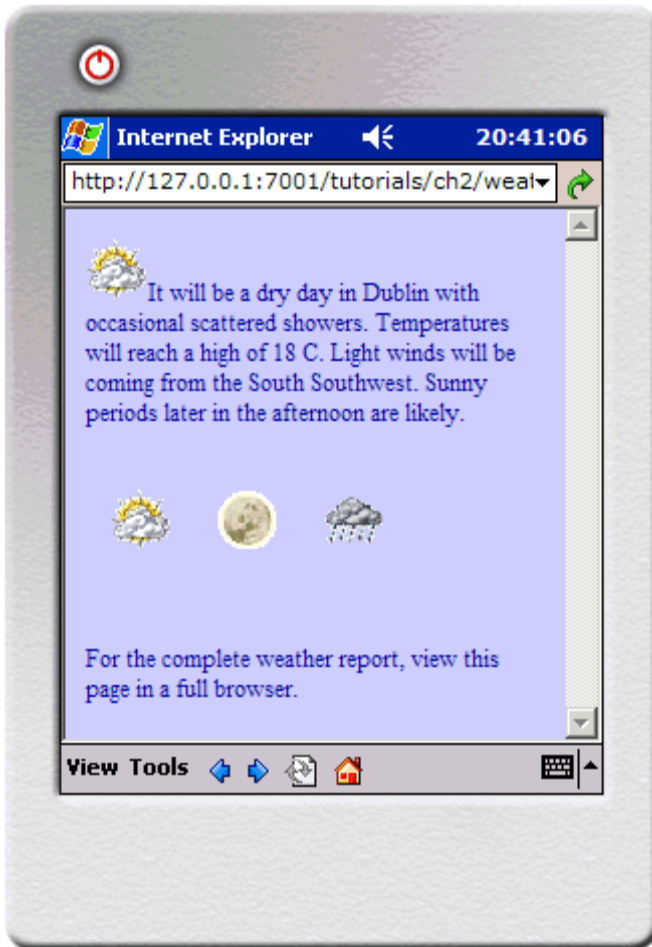 Internet Explorer 20:41:06
http://127.0.0.1:7001/tutorials/ch2/
It will be a dry day in Dublin with
occasional scattered showers. Temperatures
will reach a high of 18 C. Light winds will be
coming from the South Southwest. Sunny
periods later in the afternoon are likely.
For the complete weather report, view this
page in a full browser.
View Tools